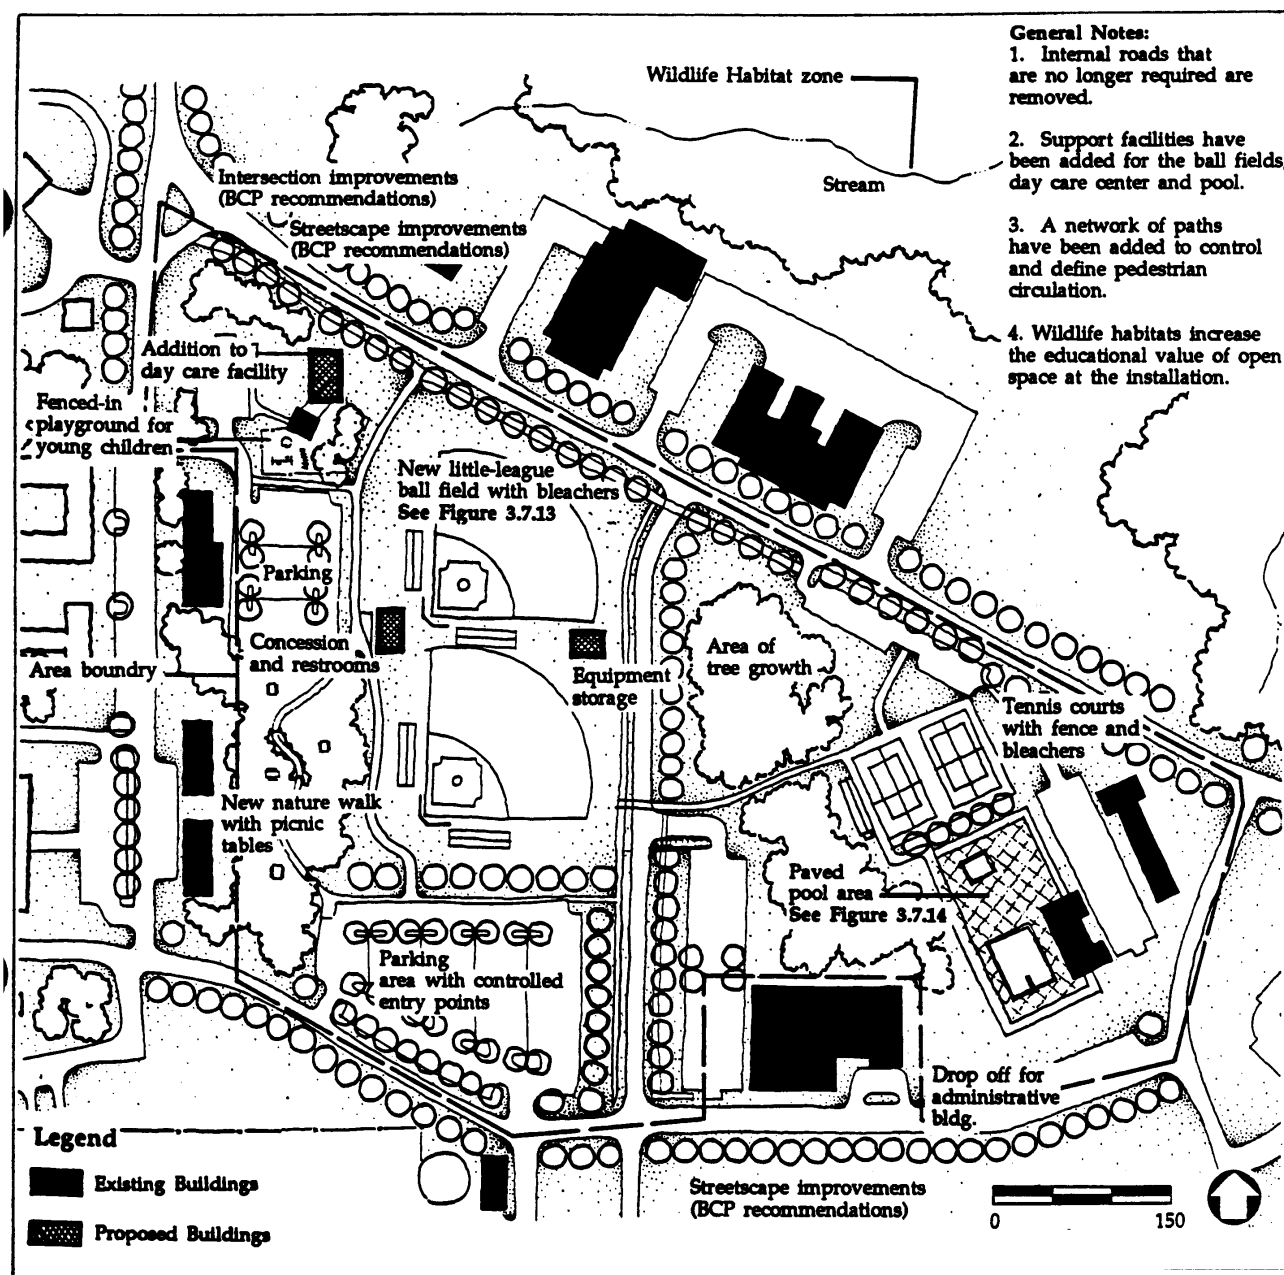 General Notes:
1. Internal roads that
are no longer required are
removed.
2. Support facilities have
been added for the ball fields,
day care center and pool.
3. A network of paths
have been added to control
and define pedestrian
circulation.
4. Wildlife habitats increase
the educational value of open
space at the installation.
Wildlife Habitat zone
Stream
Intersection improvements
(BCP recommendations)
Streetscape improvements
(BCP recommendations)
Addition to
day care facility
Fenced-in
playground for
young children
New little-league
ball field with bleachers
See Figure 3.7.13
Parking
Concession
and restrooms
Area boundry
Equipment
storage
Area of
tree growth
Tennis courts
with fence and
bleachers
New nature walk
with picnic
tables
Paved
pool area
See Figure 3.7.14
Parking
area with controlled
entry points
Drop off for
administrative
bldg.
Legend
Existing Buildings
Proposed Buildings
Streetscape improvements
(BCP recommendations)
0 150